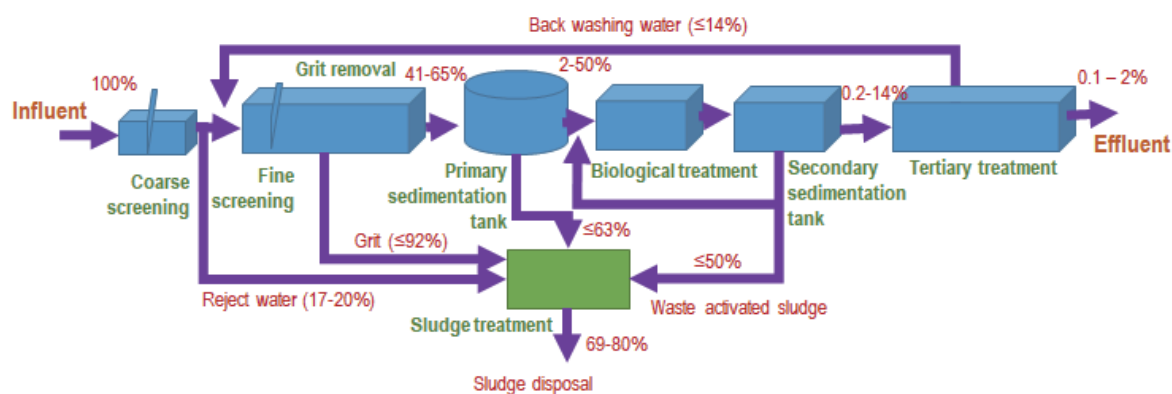 Back washing water (≤14%)
Grit removal
41-65%
2-50%
0.1 – 2%
100%
0.2-14%
Influent
Effluent
Coarse
screening
Fine
screening
Primary
sedimentation
tank
Biological treatment
Secondary
sedimentation
tank
Tertiary treatment
Grit (≤92%)
≤63%
≤50%
Reject water (17-20%)
Waste activated sludge
Sludge treatment
69-80%
Sludge disposal